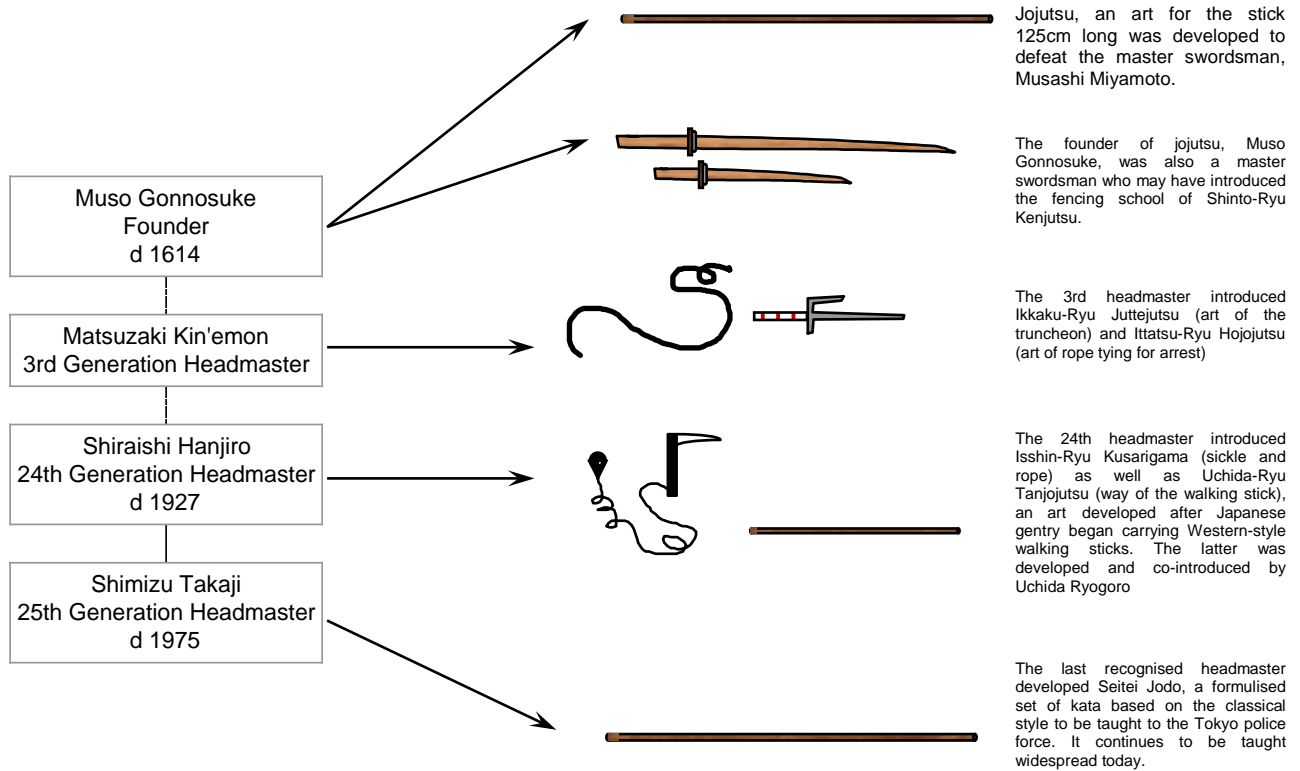 Jojutsu, an art for the stick
125cm long was developed to
defeat the master swordsman,
Musashi Miyamoto.
The founder of jojutsu, Muso
Gonnosuke, was also a master
swordsman who may have introduced
the fencing school of Shinto-Ryu
Kenjutsu.
Muso Gonnosuke
Founder
d 1614
The 3rd headmaster introduced
Ikkaku-Ryu Juttejutsu (art of the
truncheon) and Ittatsu-Ryu Hojojutsu
(art of rope tying for arrest)
Matsuzaki Kin'emon
3rd Generation Headmaster
Shiraishi Hanjiro
24th Generation Headmaster
d 1927
The 24th headmaster introduced
Isshin-Ryu Kusarigama (sickle and
rope) as well as Uchida-Ryu
Tanjojutsu (way of the walking stick),
an art developed after Japanese
gentry began carrying Western-style
walking sticks. The latter was
developed and co-introduced by
Uchida Ryogoro
Shimizu Takaji
25th Generation Headmaster
d 1975
The last recognised headmaster
developed Seitei Jodo, a formulised
set of kata based on the classical
style to be taught to the Tokyo police
force. It continues to be taught
widespread today.